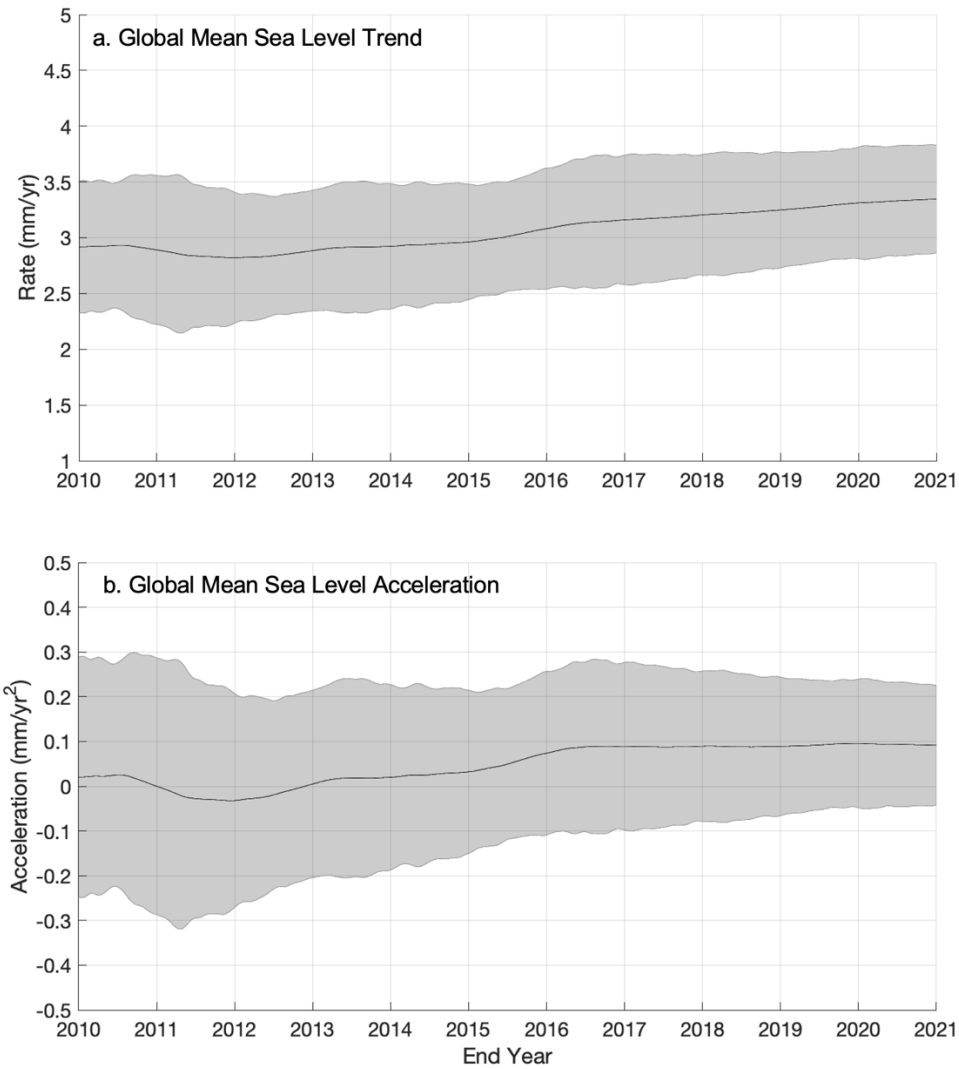 a. Global Mean Sea Level Trend
Rate (mm/yr)
5
4.5
4
3.5
3
2.5
2
1.5
1
2010 2011 2012 2013 2014 2015 2016 2017 2018 2019 2020 2021
b. Global Mean Sea Level Acceleration
Acceleration (mm/yr²)
0.5
0.4
0.3
0.2
0.1
0
-0.1
-0.2
-0.3
-0.4
-0.5
2010 2011 2012 2013 2014 2015 2016 2017 2018 2019 2020 2021
End Year